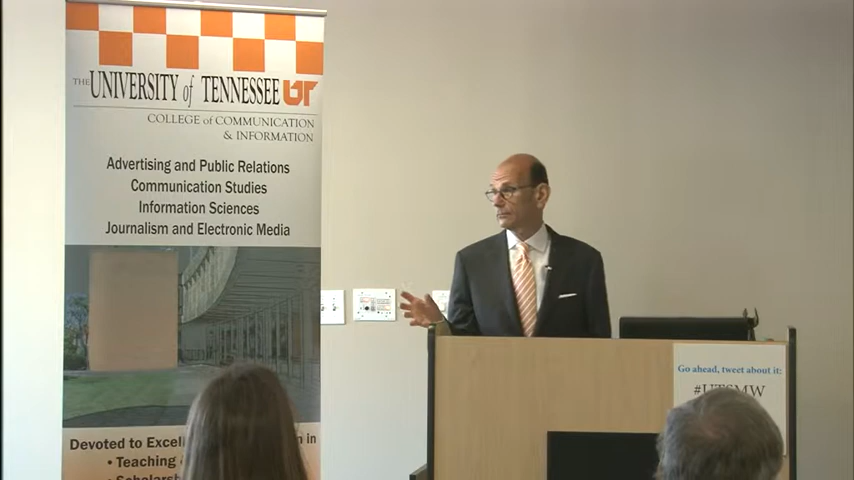 THE UNIVERSITY of TENNESSEE UT
COLLEGE of COMMUNICATION
& INFORMATION
Advertising and Public Relations
Communication Studies
Information Sciences
Journalism and Electronic Media
Devoted to in
• Teaching
Go ahead, tweet about it:
#UTSMW